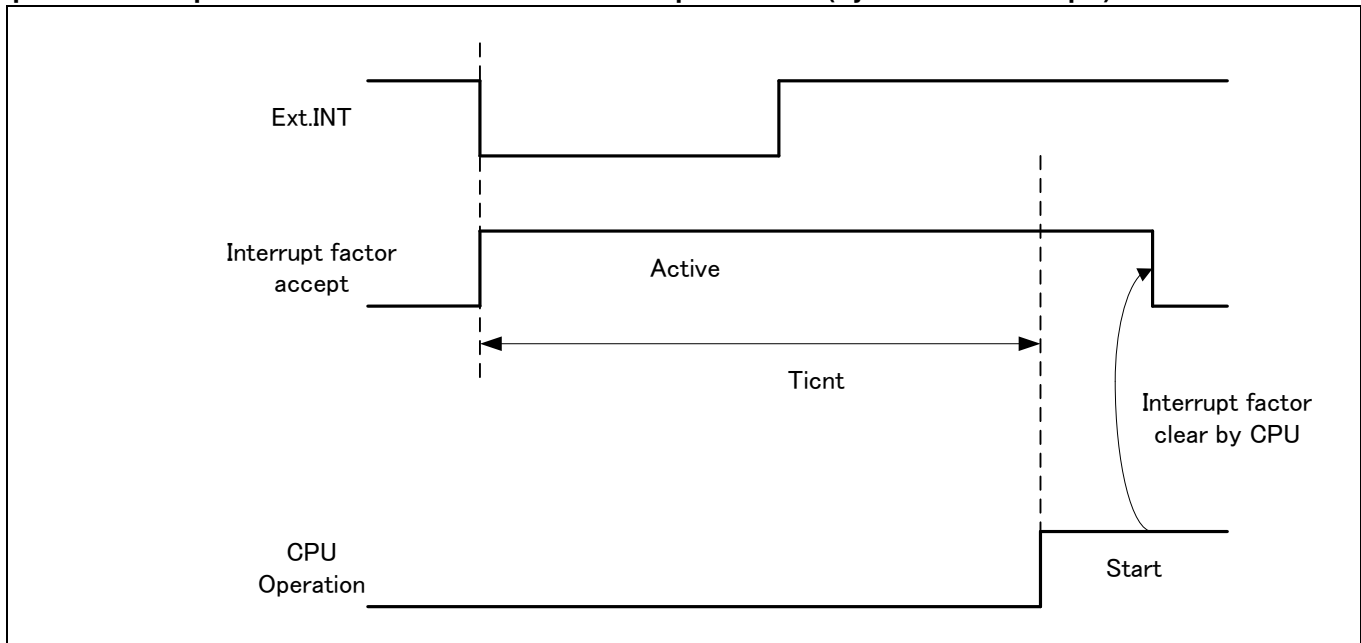 Ext.INT
Interrupt factor
accept
Active
Ticnt
Interrupt factor
clear by CPU
CPU
Operation
Start